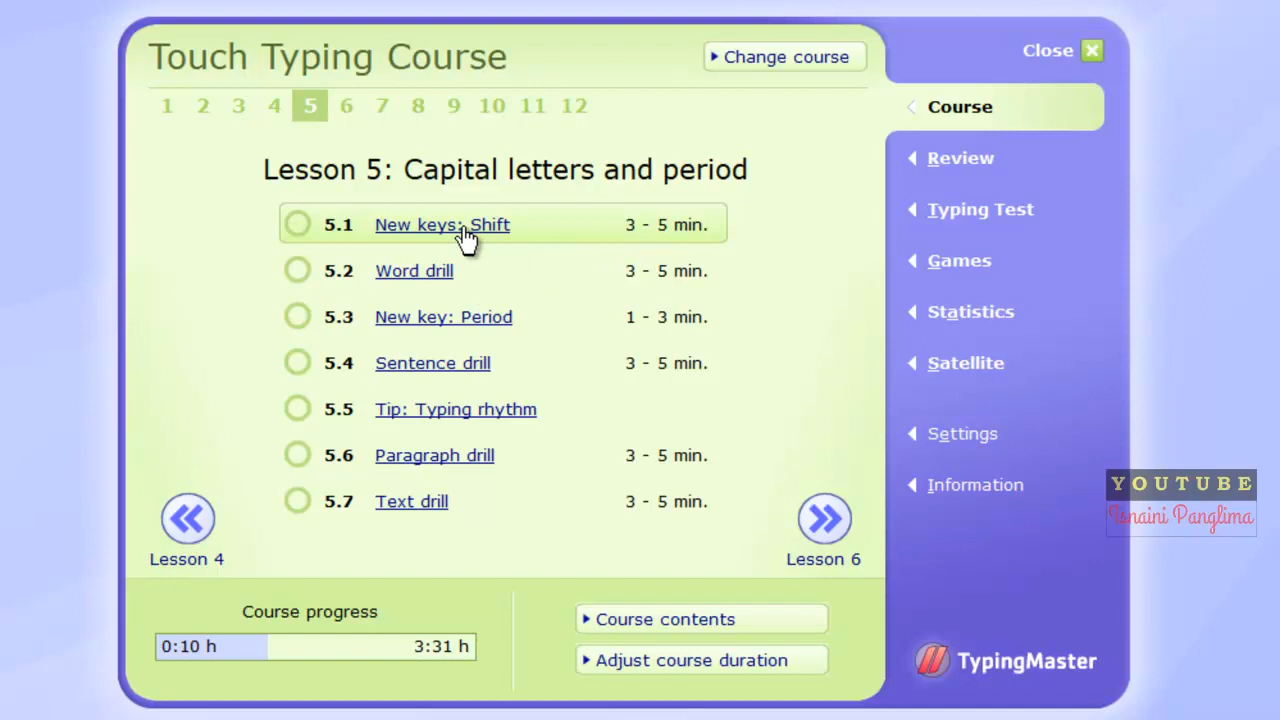 Touch Typing Course
Change course
Close
1 2 3 4 5 6 7 8 9 10 11 12
Course
Review
Typing Test
Games
Statistics
Satellite
Settings
Information
Lesson 5: Capital letters and period
5.1 New keys: Shift 3 - 5 min.
5.2 Word drill 3 - 5 min.
5.3 New key: Period 1 - 3 min.
5.4 Sentence drill 3 - 5 min.
5.5 Tip: Typing rhythm
5.6 Paragraph drill 3 - 5 min.
5.7 Text drill 3 - 5 min.
Lesson 4
Lesson 6
Course progress
0:10 h 3:31 h
Course contents
Adjust course duration
YOUTUBE
Isnaini Panglima
TypingMaster